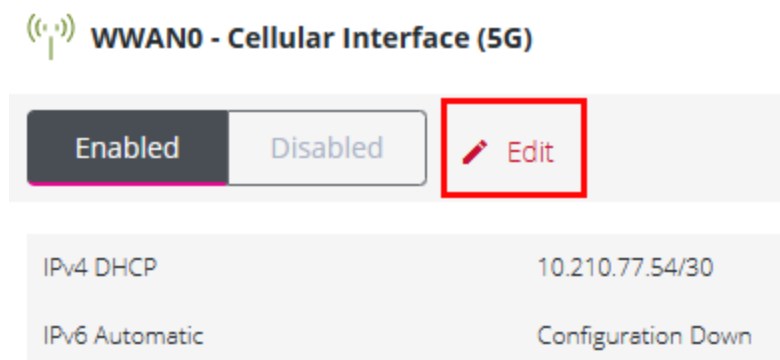 WWAN0 - Cellular Interface (5G)
Enabled Disabled Edit
IPv4 DHCP 10.210.77.54/30
IPv6 Automatic Configuration Down